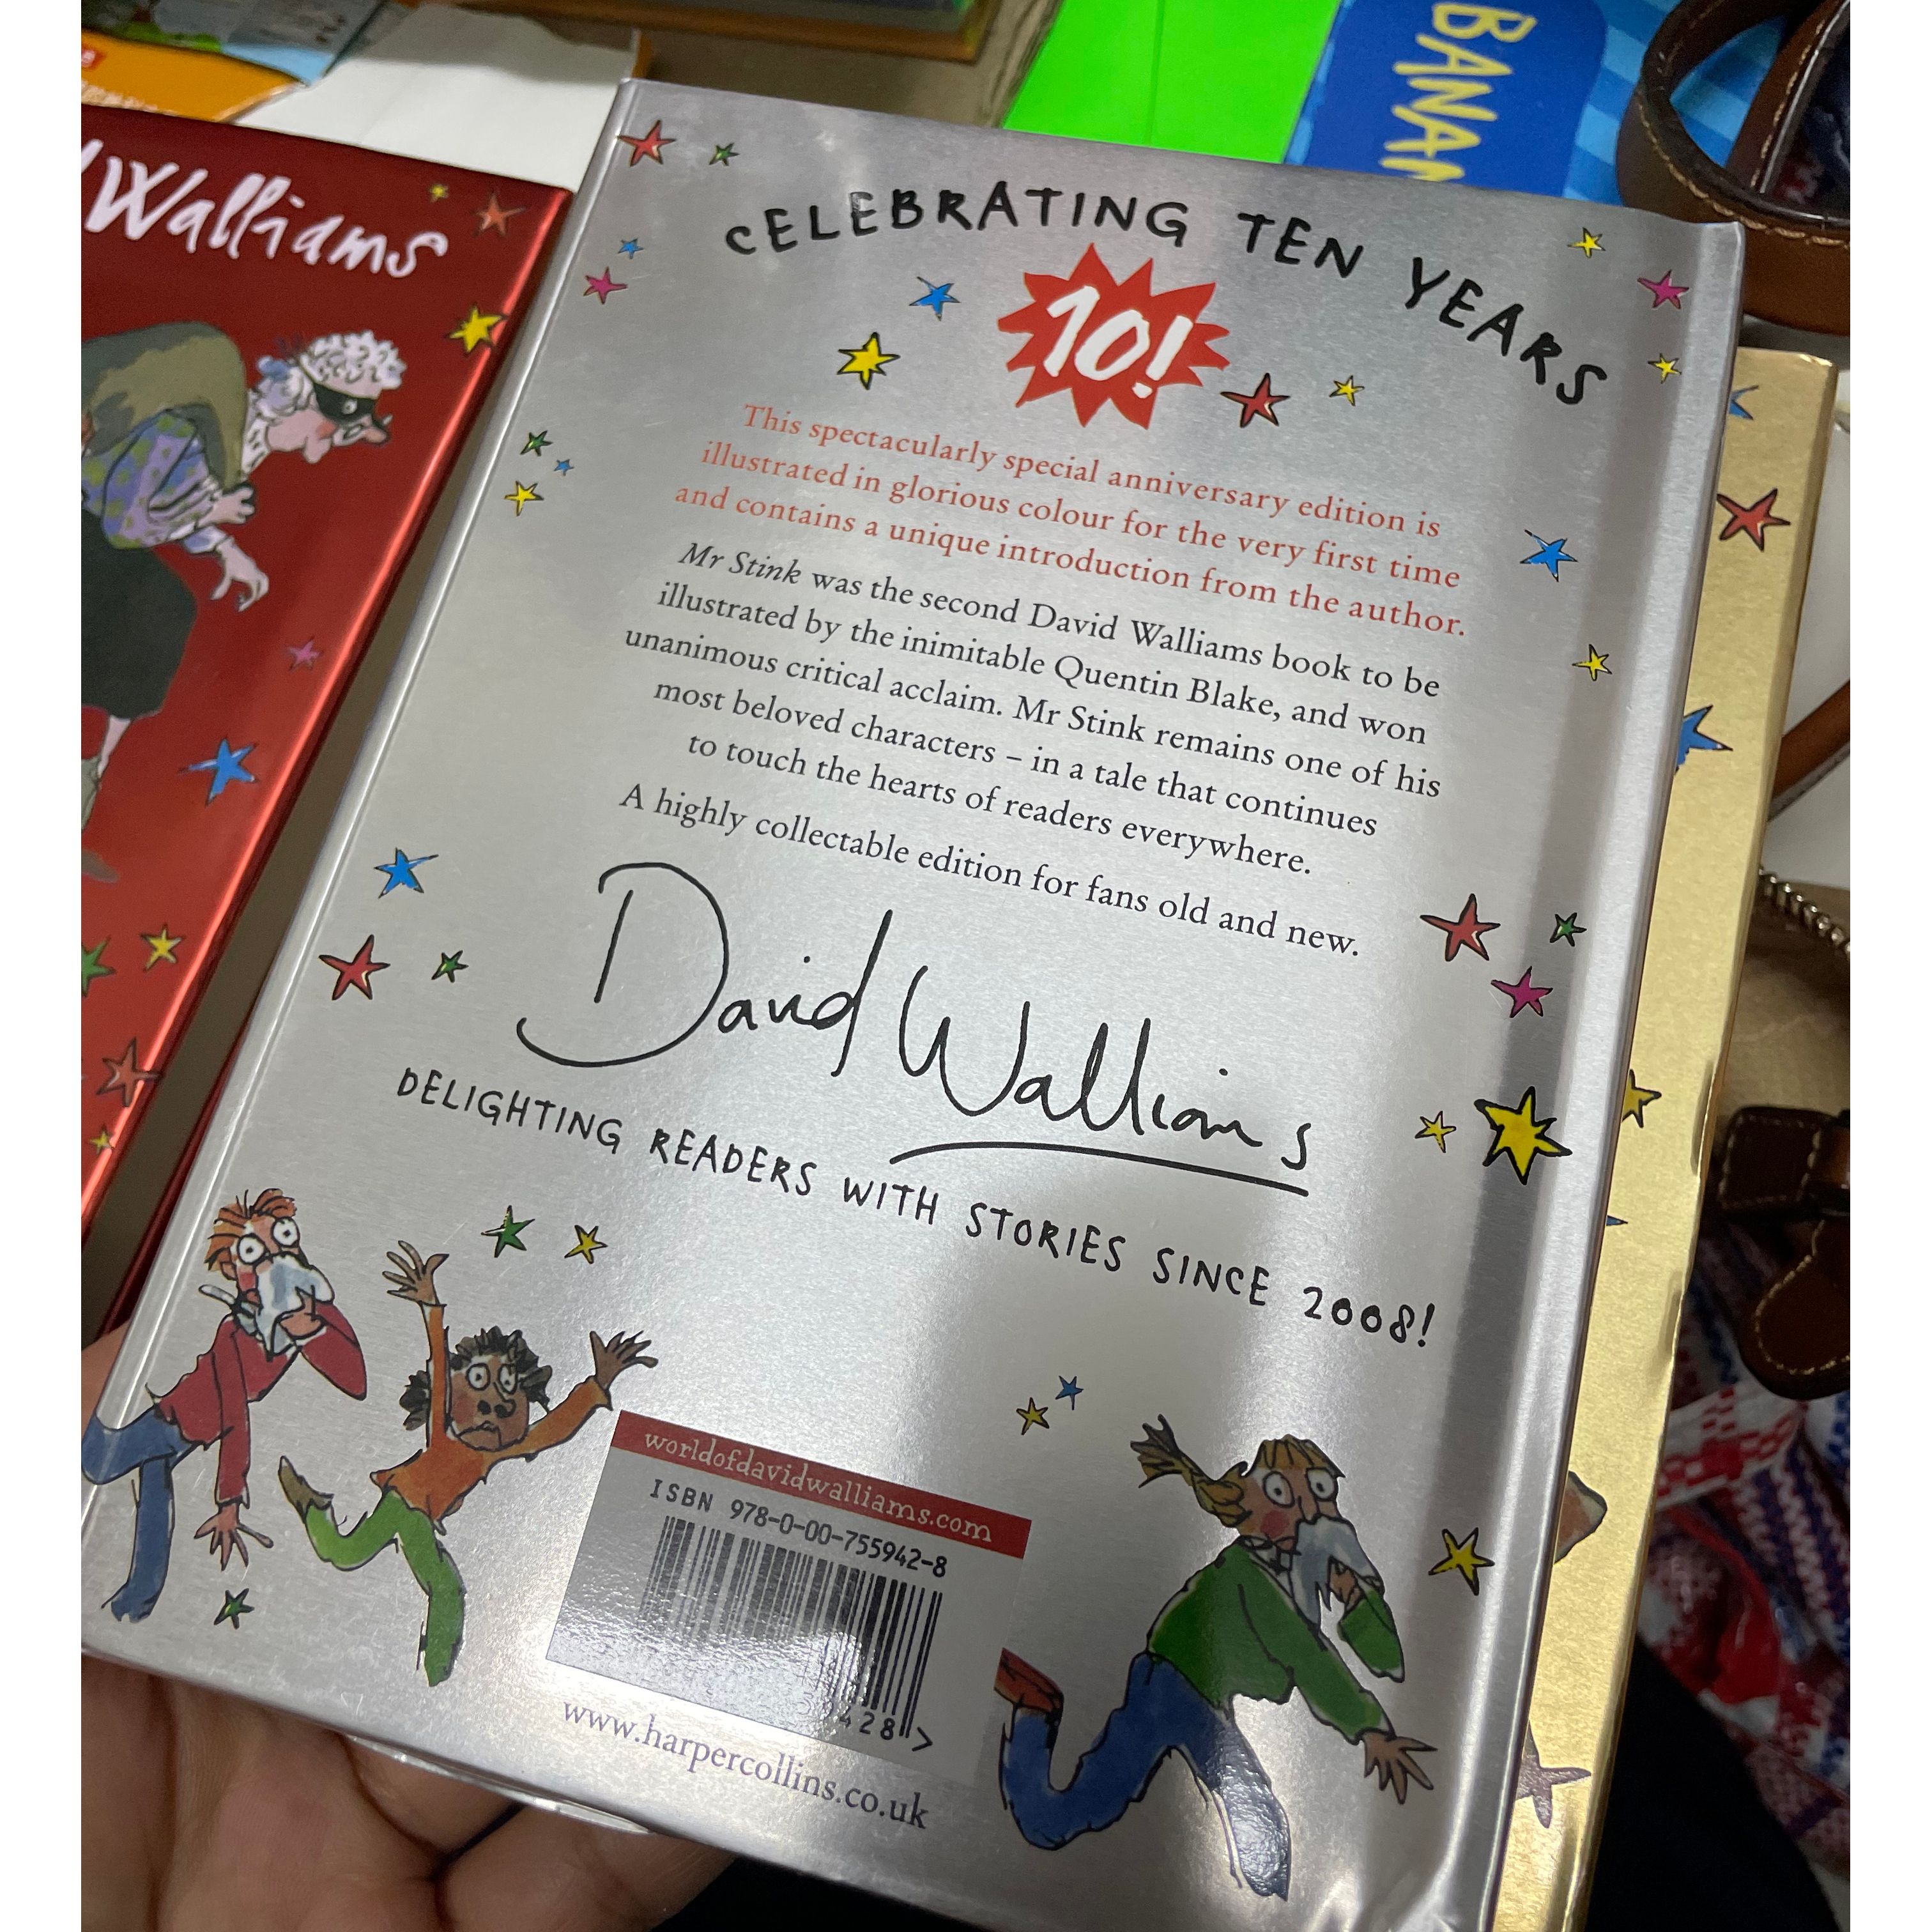 BANAN
Walliams
CELEBRATING TEN YEARS
10!
This spectacularly special anniversary edition is
illustrated in glorious colour for the very first time
and contains a unique introduction from the author.
Mr Stink was the second David Walliams book to be
illustrated by the inimitable Quentin Blake, and won
unanimous critical acclaim. Mr Stink remains one of his
most beloved characters – in a tale that continues
to touch the hearts of readers everywhere.
A highly collectable edition for fans old and new.
David Walliams
DELIGHTING READERS WITH STORIES SINCE 2008!
worldofdavidwalliams.com
ISBN 978-0-00-755942-8
428>
www.harpercollins.co.uk